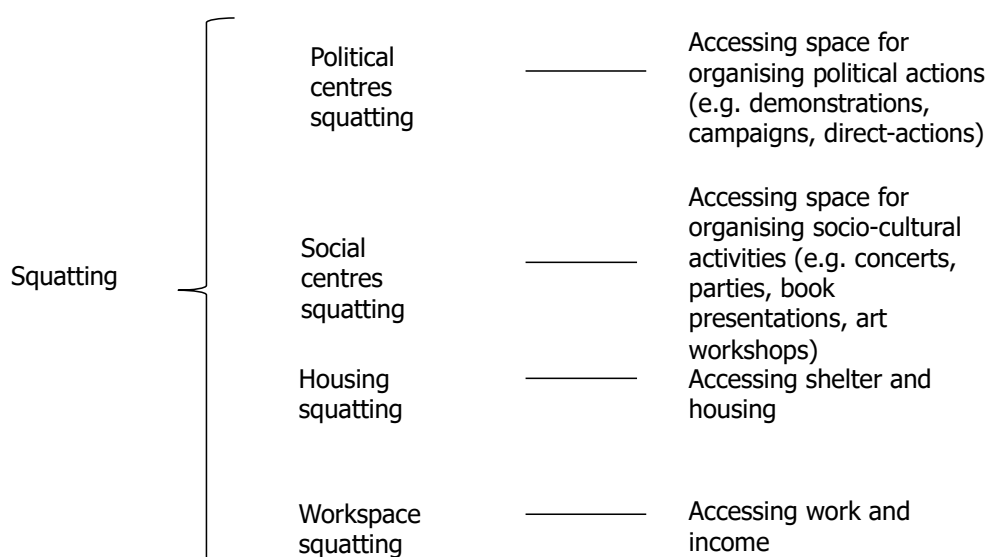 Squatting
Political
centres
squatting
Accessing space for
organising political actions
(e.g. demonstrations,
campaigns, direct-actions)
Social
centres
squatting
Accessing space for
organising socio-cultural
activities (e.g. concerts,
parties, book
presentations, art
workshops)
Housing
squatting
Accessing shelter and
housing
Workspace
squatting
Accessing work and
income